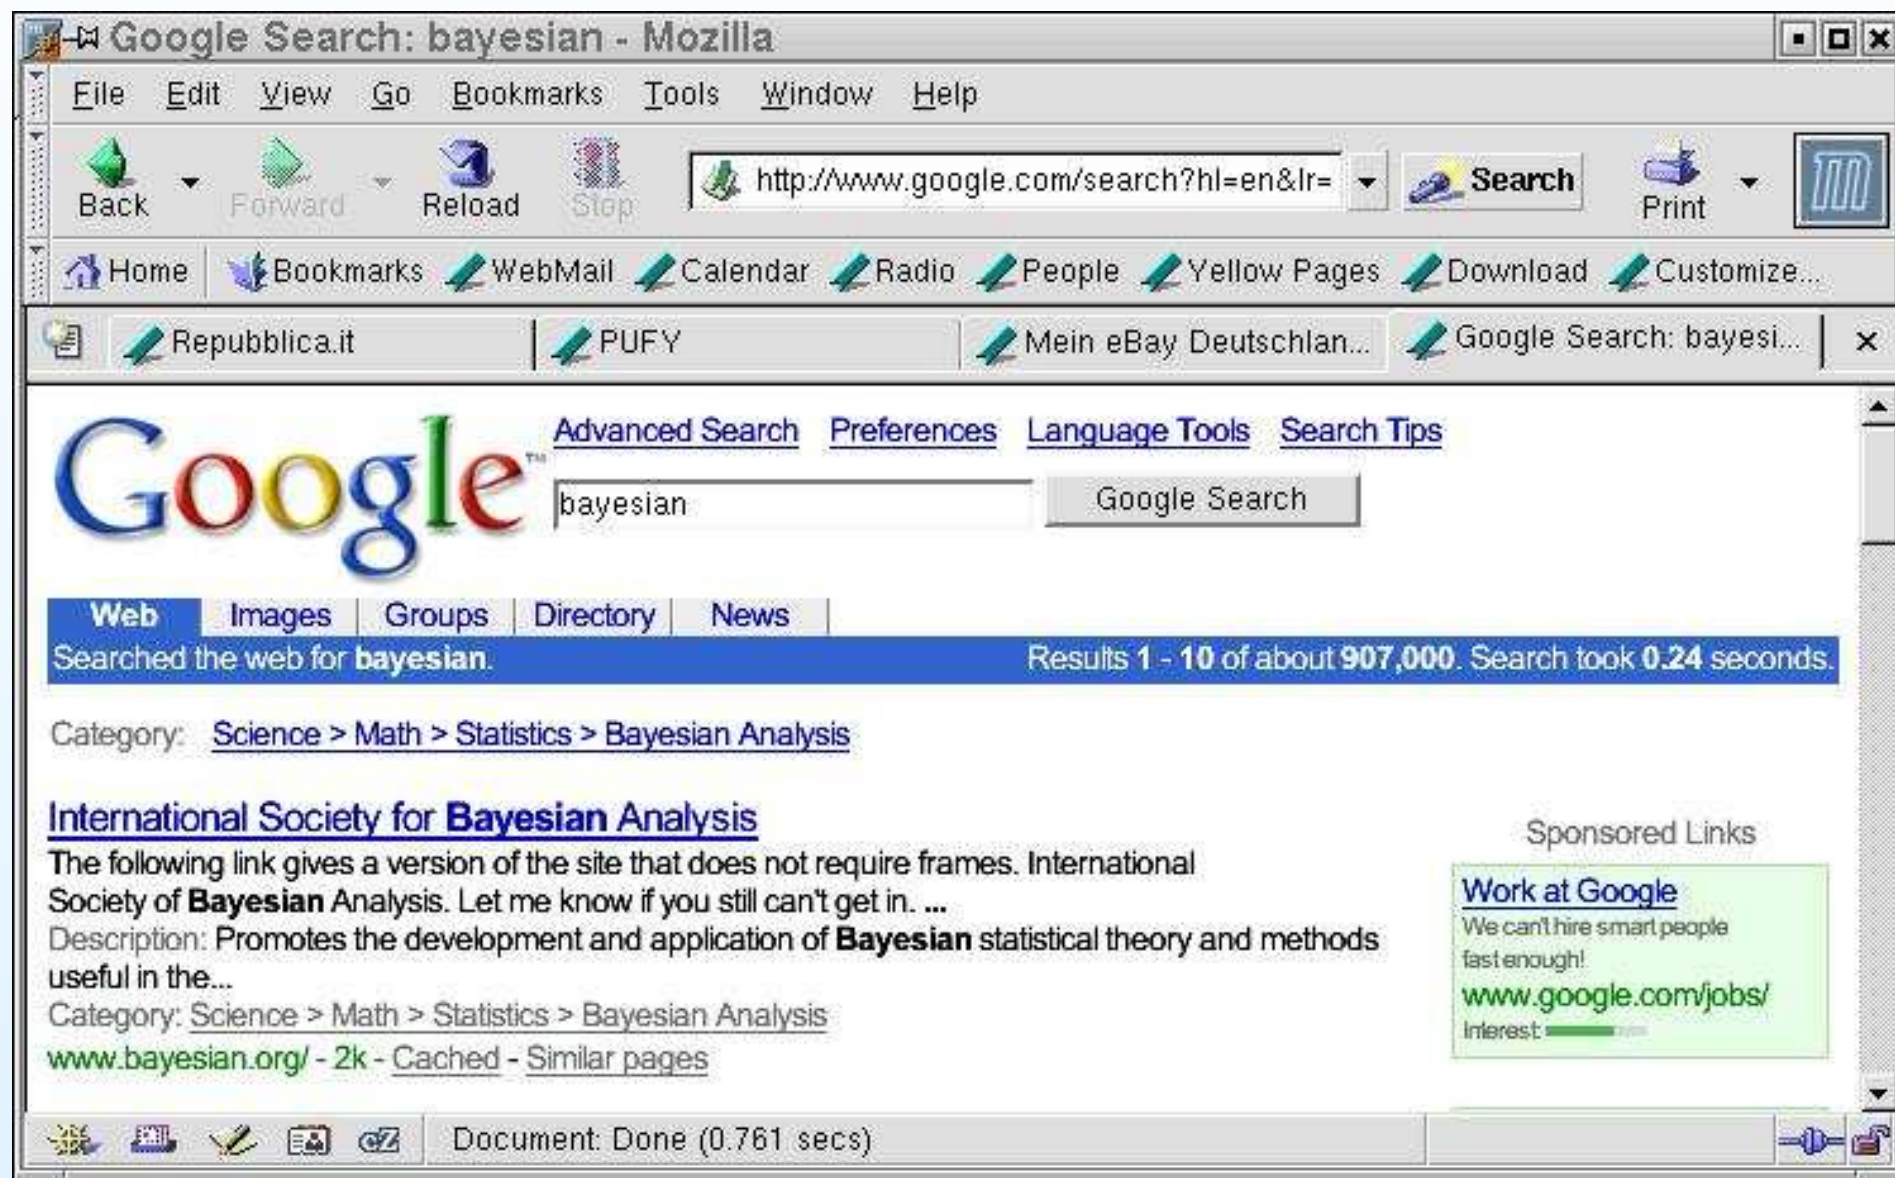 Google Search: bayesian - Mozilla
File Edit View Go Bookmarks Tools Window Help
Back Forward Reload Stop http://www.google.com/search?hl=en&lr= Search Print m
Home Bookmarks WebMail Calendar Radio People Yellow Pages Download Customize...
Repubblica.it PUFY Mein eBay Deutschlan... Google Search: bayesi...
Google™
Advanced Search Preferences Language Tools Search Tips
bayesian Google Search
Web Images Groups Directory News
Searched the web for bayesian. Results 1 - 10 of about 907,000. Search took 0.24 seconds.
Category: Science > Math > Statistics > Bayesian Analysis
International Society for Bayesian Analysis
The following link gives a version of the site that does not require frames. International
Society of Bayesian Analysis. Let me know if you still can't get in. ...
Description: Promotes the development and application of Bayesian statistical theory and methods
useful in the...
Category: Science > Math > Statistics > Bayesian Analysis
www.bayesian.org/ - 2k - Cached - Similar pages
Sponsored Links
Work at Google
We can't hire smart people
fast enough!
www.google.com/jobs/
Interest:
Document: Done (0.761 secs)